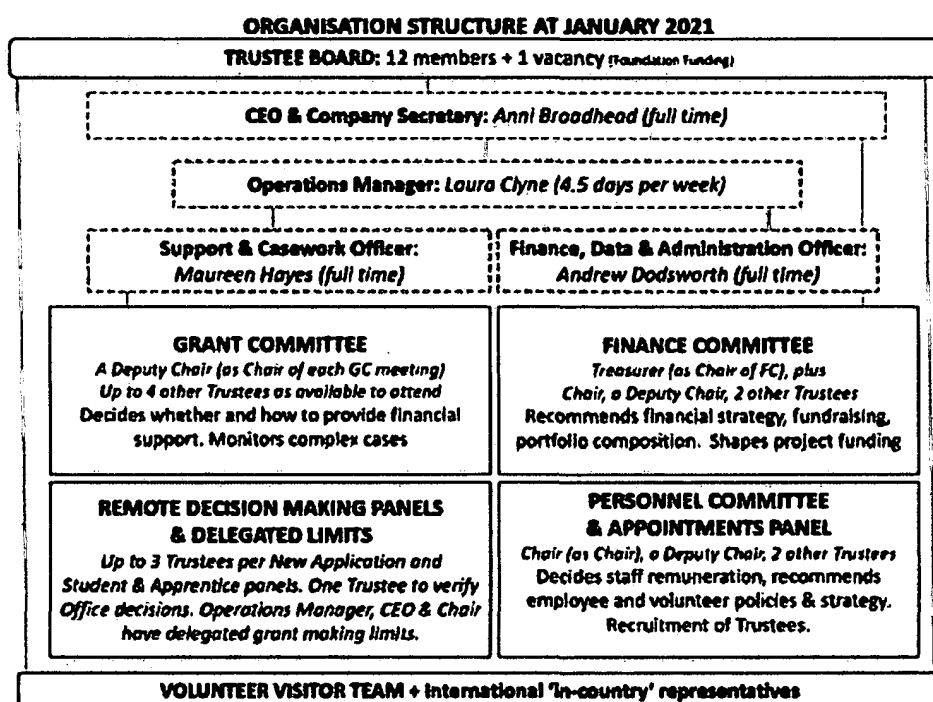 ORGANISATION STRUCTURE AT JANUARY 2021
TRUSTEE BOARD: 12 members + 1 vacancy (Foundation Funding)
CEO & Company Secretary: Anni Broadhead (full time)
Operations Manager: Laura Clyne (4.5 days per week)
Support & Casework Officer:
Maureen Hayes (full time)
Finance, Data & Administration Officer:
Andrew Dodsworth (full time)
GRANT COMMITTEE
A Deputy Chair (as Chair of each GC meeting)
Up to 4 other Trustees as available to attend
Decides whether and how to provide financial
support. Monitors complex cases
FINANCE COMMITTEE
Treasurer (as Chair of FC), plus
Chair, a Deputy Chair, 2 other Trustees
Recommends financial strategy, fundraising,
portfolio composition. Shapes project funding
REMOTE DECISION MAKING PANELS
& DELEGATED LIMITS
Up to 3 Trustees per New Application and
Student & Apprentice panels. One Trustee to verify
Office decisions. Operations Manager, CEO & Chair
have delegated grant making limits.
PERSONNEL COMMITTEE
& APPOINTMENTS PANEL
Chair (as Chair), a Deputy Chair, 2 other Trustees
Decides staff remuneration, recommends
employee and volunteer policies & strategy.
Recruitment of Trustees.
VOLUNTEER VISITOR TEAM + International 'in-country' representatives